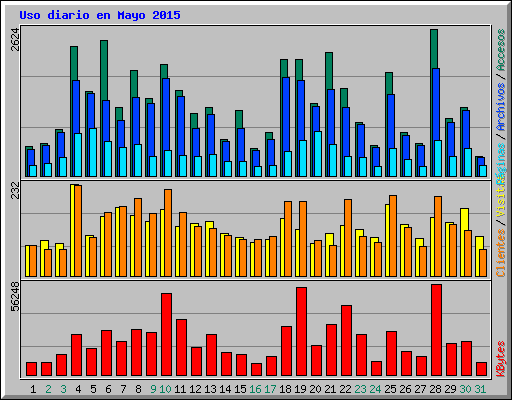 Uso diario en Mayo 2015
2624
232
56248
Accesos / Archivos / Páginas
Clientes / Visitas
KBytes
1 2 3 4 5 6 7 8 9 10 11 12 13 14 15 16 17 18 19 20 21 22 23 24 25 26 27 28 29 30 31